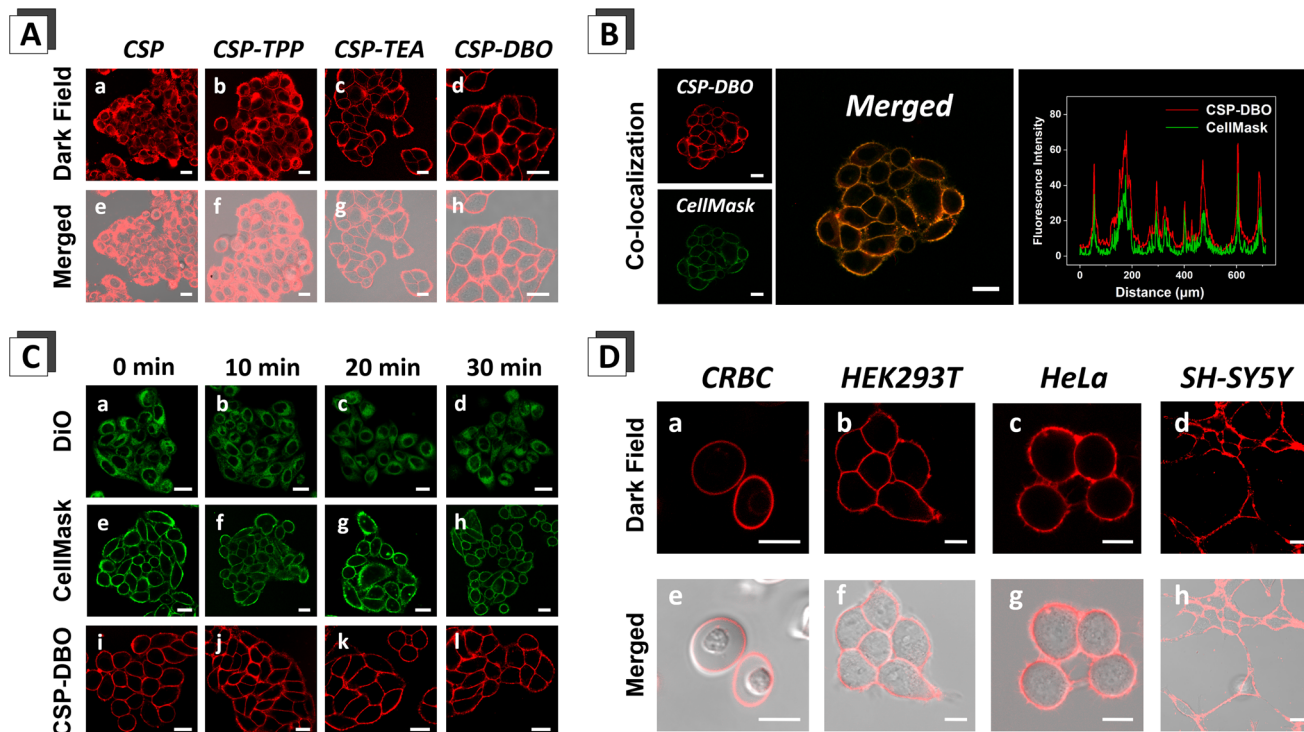 A
CSP CSP-TPP CSP-TEA CSP-DBO
Dark Field
a b c d
Merged
e f g h
B
Co-localization
CSP-DBO
CellMask
Merged
Fluorescence Intensity
80
60
40
20
0
CSP-DBO
CellMask
0 200 400 600
Distance (μm)
C
0 min 10 min 20 min 30 min
DiO
a b c d
CellMask
e f g h
CSP-DBO
i j k l
D
CRBC HEK293T HeLa SH-SY5Y
Dark Field
a b c d
Merged
e f g h